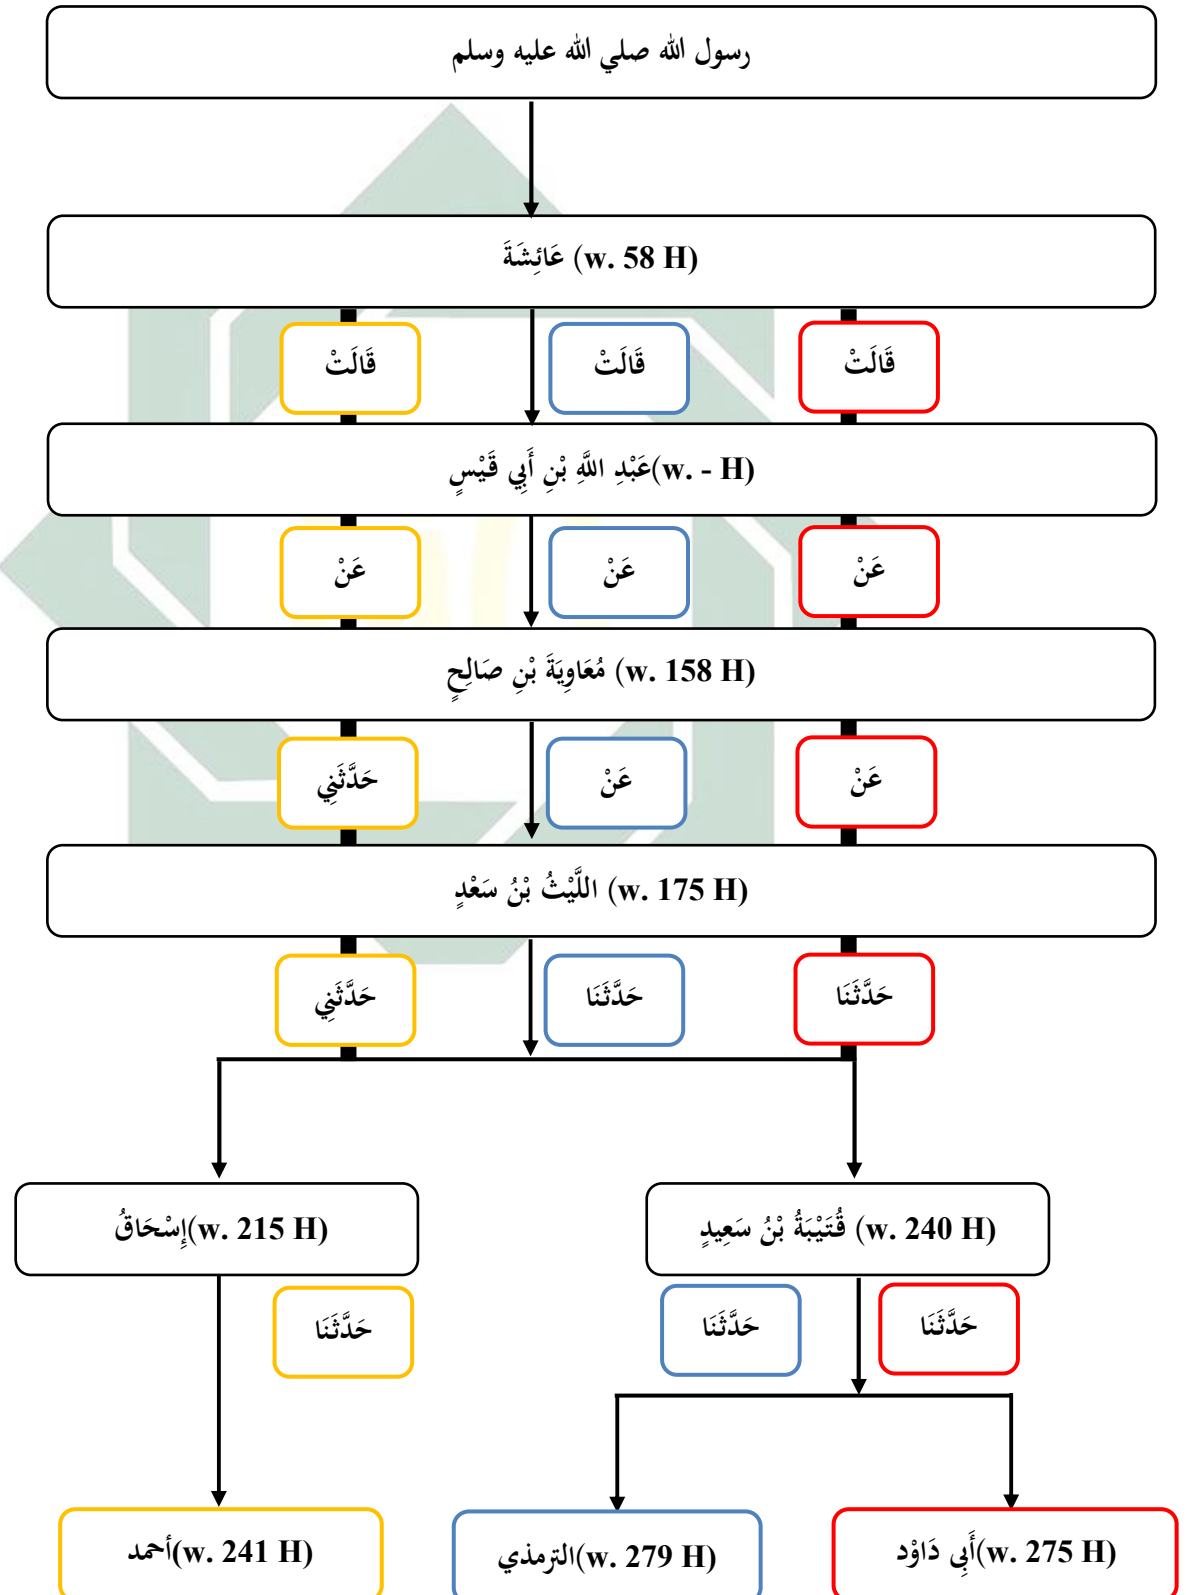 رسول الله صلي الله عليه وسلم
عَائِشَةَ (w. 58 H)
قَالَتْ
قَالَتْ
قَالَتْ
عَبْدِ اللَّهِ بْنِ أَبِي قَيْسٍ(w. - H)
عَنْ
عَنْ
عَنْ
مُعَاوِيَةَ بْنِ صَالِحٍ (w. 158 H)
عَنْ
عَنْ
حَدَّثَنِي
اللَّيْثُ بْنُ سَعْدٍ (w. 175 H)
حَدَّثَنَا
حَدَّثَنَا
حَدَّثَنِي
قُتَيْبَةُ بْنُ سَعِيدٍ (w. 240 H)
إِسْحَاقُ(w. 215 H)
حَدَّثَنَا
حَدَّثَنَا
حَدَّثَنَا
أَبِى دَاوْد(w. 275 H)
الترمذي(w. 279 H)
أحمد(w. 241 H)